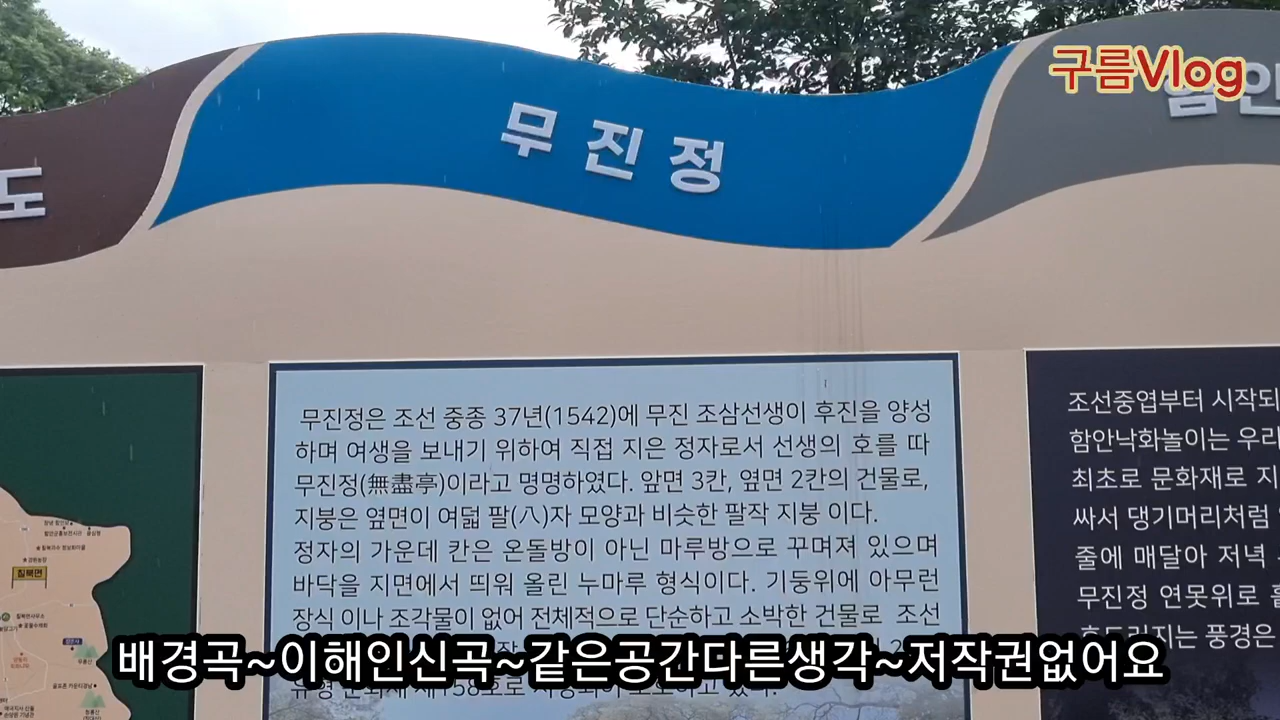 구름Vlog
도
무진정
함안
무진정은 조선 중종 37년(1542)에 무진 조삼선생이 후진을 양성
하며 여생을 보내기 위하여 직접 지은 정자로서 선생의 호를 따
무진정(無盡亭)이라고 명명하였다. 앞면 3칸, 옆면 2칸의 건물로,
지붕은 옆면이 여덟 팔(八)자 모양과 비슷한 팔작 지붕 이다.
정자의 가운데 칸은 온돌방이 아닌 마루방으로 꾸며져 있으며
바닥을 지면에서 띄워 올린 누마루 형식이다. 기둥위에 아무런
장식 이나 조각물이 없어 전체적으로 단순하고 소박한 건물로 조선
조선중엽부터 시작되
함안낙화놀이는 우리
최초로 문화재로 지
싸서 댕기머리처럼
줄에 매달아 저녁
무진정 연못위로
지는 풍경은
칠북면
배경곡~이해인신곡~같은공간다른생각~저작권없어요